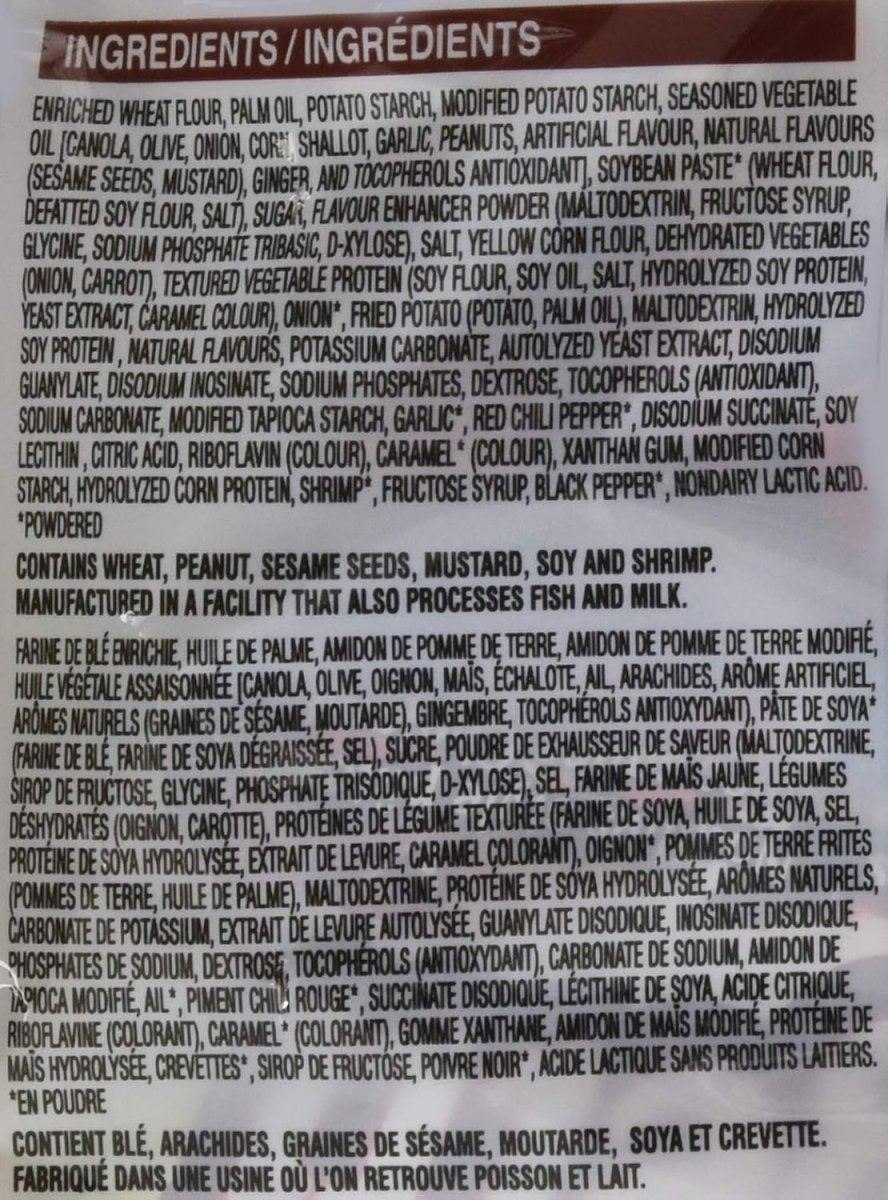 INGREDIENTS / INGRÉDIENTS
ENRICHED WHEAT FLOUR, PALM OIL, POTATO STARCH, MODIFIED POTATO STARCH, SEASONED VEGETABLE
OIL [CANOLA, OLIVE, ONION, CORN, SHALLOT, GARLIC, PEANUTS, ARTIFICIAL FLAVOUR, NATURAL FLAVOURS
(SESAME SEEDS, MUSTARD), GINGER, AND TOCOPHEROLS ANTIOXIDANT], SOYBEAN PASTE* (WHEAT FLOUR,
DEFATTED SOY FLOUR, SALT), SUGAR, FLAVOUR ENHANCER POWDER (MALTODEXTRIN, FRUCTOSE SYRUP,
GLYCINE, SODIUM PHOSPHATE TRIBASIC, D-XYLOSE), SALT, YELLOW CORN FLOUR, DEHYDRATED VEGETABLES
(ONION, CARROT), TEXTURED VEGETABLE PROTEIN (SOY FLOUR, SOY OIL, SALT, HYDROLYZED SOY PROTEIN,
YEAST EXTRACT, CARAMEL COLOUR), ONION*, FRIED POTATO (POTATO, PALM OIL), MALTODEXTRIN, HYDROLYZED
SOY PROTEIN , NATURAL FLAVOURS, POTASSIUM CARBONATE, AUTOLYZED YEAST EXTRACT, DISODIUM
GUANYLATE, DISODIUM INOSINATE, SODIUM PHOSPHATES, DEXTROSE, TOCOPHEROLS (ANTIOXIDANT),
SODIUM CARBONATE, MODIFIED TAPIOCA STARCH, GARLIC*, RED CHILI PEPPER*, DISODIUM SUCCINATE, SOY
LECITHIN , CITRIC ACID, RIBOFLAVIN (COLOUR), CARAMEL* (COLOUR), XANTHAN GUM, MODIFIED CORN
STARCH, HYDROLYZED CORN PROTEIN, SHRIMP*, FRUCTOSE SYRUP, BLACK PEPPER*, NONDAIRY LACTIC ACID.
*POWDERED
CONTAINS WHEAT, PEANUT, SESAME SEEDS, MUSTARD, SOY AND SHRIMP.
MANUFACTURED IN A FACILITY THAT ALSO PROCESSES FISH AND MILK.
FARINE DE BLÉ ENRICHIE, HUILE DE PALME, AMIDON DE POMME DE TERRE, AMIDON DE POMME DE TERRE MODIFIÉ,
HUILE VÉGÉTALE ASSAISONNÉE [CANOLA, OLIVE, OIGNON, MAÏS, ÉCHALOTE, AIL, ARACHIDES, ARÔME ARTIFICIEL,
ARÔMES NATURELS (GRAINES DE SÉSAME, MOUTARDE), GINGEMBRE, TOCOPHÉROLS ANTIOXYDANT), PÂTE DE SOYA*
(FARINE DE BLÉ, FARINE DE SOYA DÉGRAISSÉE, SEL), SUCRE, POUDRE DE EXHAUSSEUR DE SAVEUR (MALTODEXTRINE,
SIROP DE FRUCTOSE, GLYCINE, PHOSPHATE TRISODIQUE, D-XYLOSE), SEL, FARINE DE MAÏS JAUNE, LÉGUMES
DÉSHYDRATÉS (OIGNON, CAROTTE), PROTÉINES DE LÉGUME TEXTURÉE (FARINE DE SOYA, HUILE DE SOYA, SEL,
PROTÉINE DE SOYA HYDROLYSÉE, EXTRAIT DE LEVURE, CARAMEL COLORANT), OIGNON*, POMMES DE TERRE FRITES
(POMMES DE TERRE, HUILE DE PALME), MALTODEXTRINE, PROTÉINE DE SOYA HYDROLYSÉE, ARÔMES NATURELS,
CARBONATE DE POTASSIUM, EXTRAIT DE LEVURE AUTOLYSÉE, GUANYLATE DISODIQUE, INOSINATE DISODIQUE,
PHOSPHATES DE SODIUM, DEXTROSE, TOCOPHÉROLS (ANTIOXYDANT), CARBONATE DE SODIUM, AMIDON DE
TAPIOCA MODIFIÉ, AIL*, PIMENT CHILI ROUGE*, SUCCINATE DISODIQUE, LÉCITHINE DE SOYA, ACIDE CITRIQUE,
RIBOFLAVINE (COLORANT), CARAMEL* (COLORANT), GOMME XANTHANE, AMIDON DE MAÏS MODIFIÉ, PROTÉINE DE
MAÏS HYDROLYSÉE, CREVETTES*, SIROP DE FRUCTOSE, POIVRE NOIR*, ACIDE LACTIQUE SANS PRODUITS LAITIERS.
*EN POUDRE
CONTIENT BLÉ, ARACHIDES, GRAINES DE SÉSAME, MOUTARDE, SOYA ET CREVETTE.
FABRIQUÉ DANS UNE USINE OÙ L'ON RETROUVE POISSON ET LAIT.